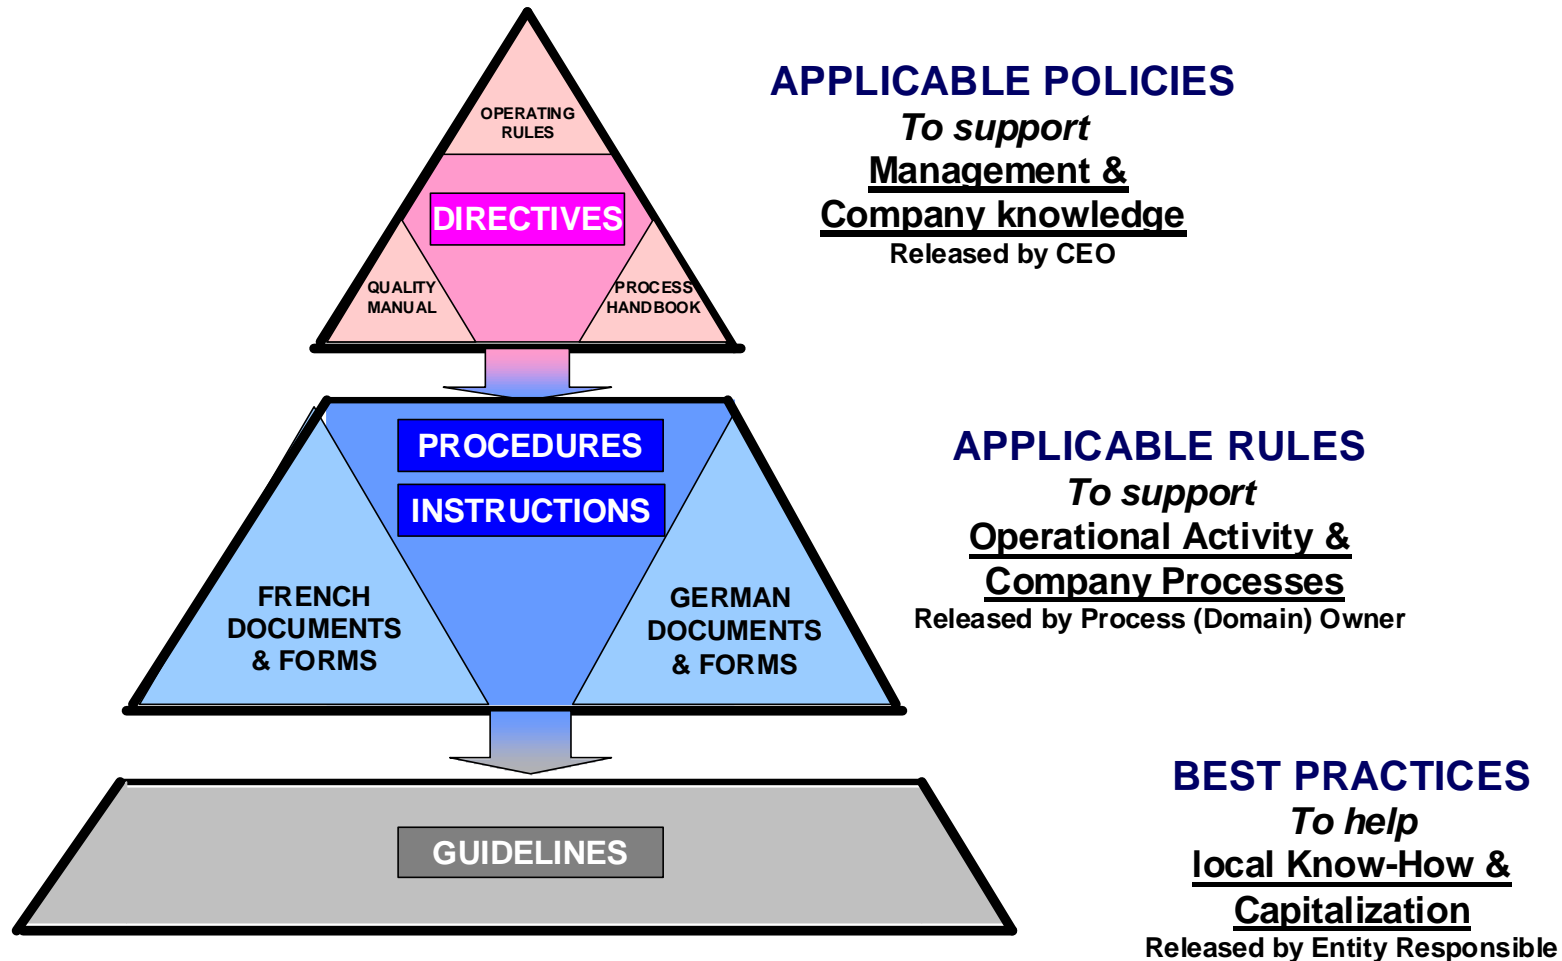 OPERATING
RULES
DIRECTIVES
QUALITY
MANUAL
PROCESS
HANDBOOK
APPLICABLE POLICIES
To support
Management &
Company knowledge
Released by CEO
PROCEDURES
INSTRUCTIONS
FRENCH
DOCUMENTS
& FORMS
GERMAN
DOCUMENTS
& FORMS
APPLICABLE RULES
To support
Operational Activity &
Company Processes
Released by Process (Domain) Owner
GUIDELINES
BEST PRACTICES
To help
local Know-How &
Capitalization
Released by Entity Responsible